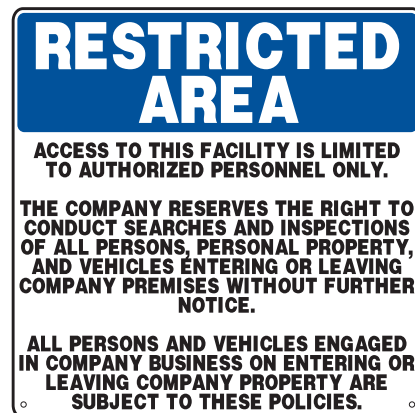 RESTRICTED
AREA
ACCESS TO THIS FACILITY IS LIMITED
TO AUTHORIZED PERSONNEL ONLY.
THE COMPANY RESERVES THE RIGHT TO
CONDUCT SEARCHES AND INSPECTIONS
OF ALL PERSONS, PERSONAL PROPERTY,
AND VEHICLES ENTERING OR LEAVING
COMPANY PREMISES WITHOUT FURTHER
NOTICE.
ALL PERSONS AND VEHICLES ENGAGED
IN COMPANY BUSINESS ON ENTERING OR
LEAVING COMPANY PROPERTY ARE
SUBJECT TO THESE POLICIES.